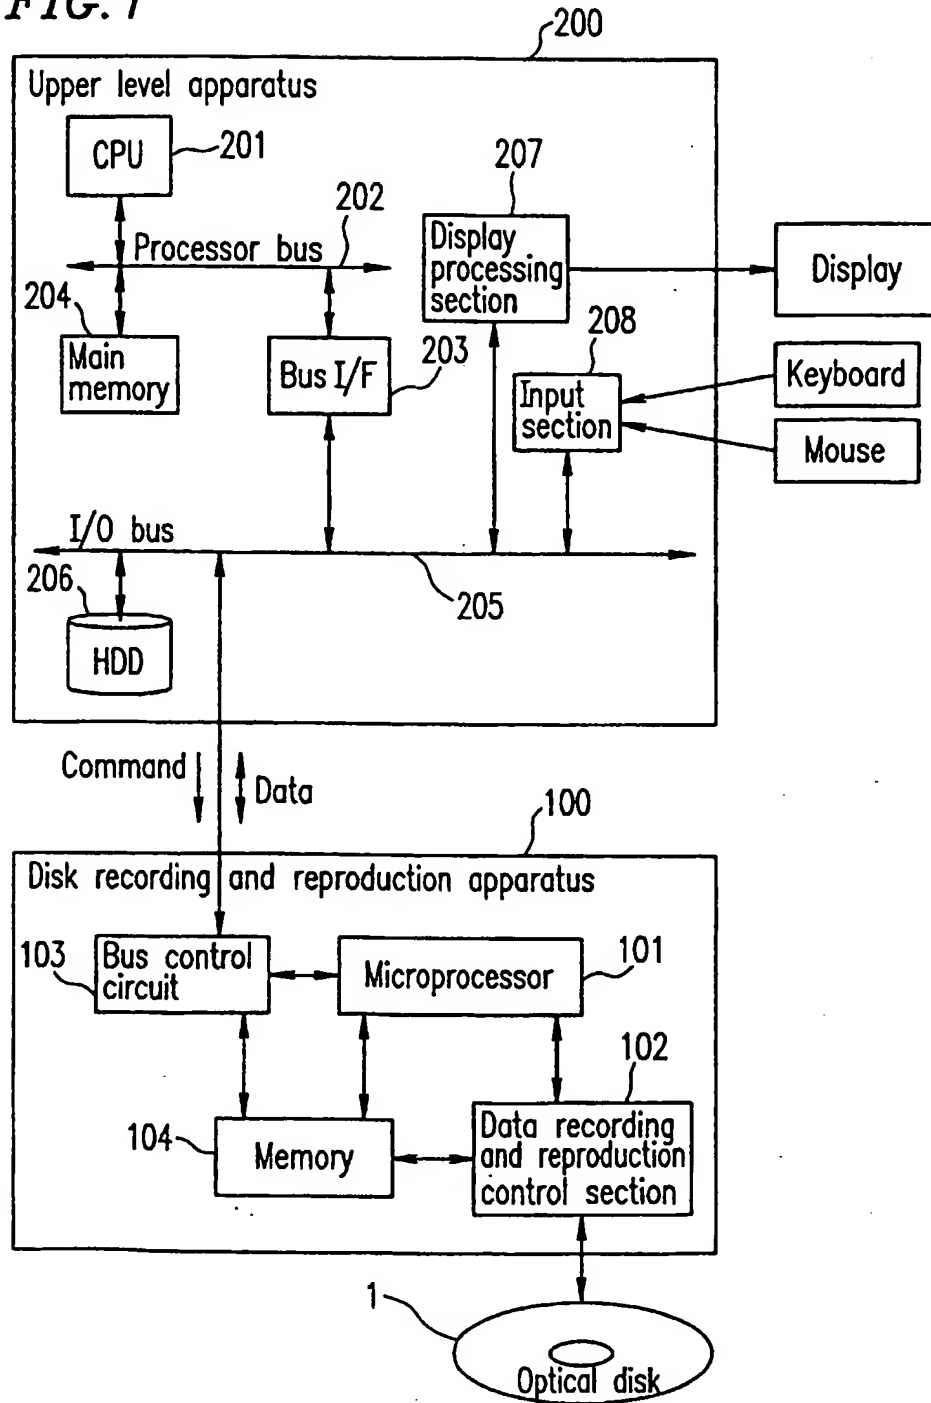 FIG. 7
200
Upper level apparatus
CPU
201
207
202
Processor bus
Display
processing
section
Display
204
208
Main
memory
Bus I/F
203
Input
section
Keyboard
Mouse
I/O bus
206
205
HDD
Command
Data
100
Disk recording and reproduction apparatus
103
Bus control
circuit
Microprocessor
101
102
104
Memory
Data recording
and reproduction
control section
1
Optical disk